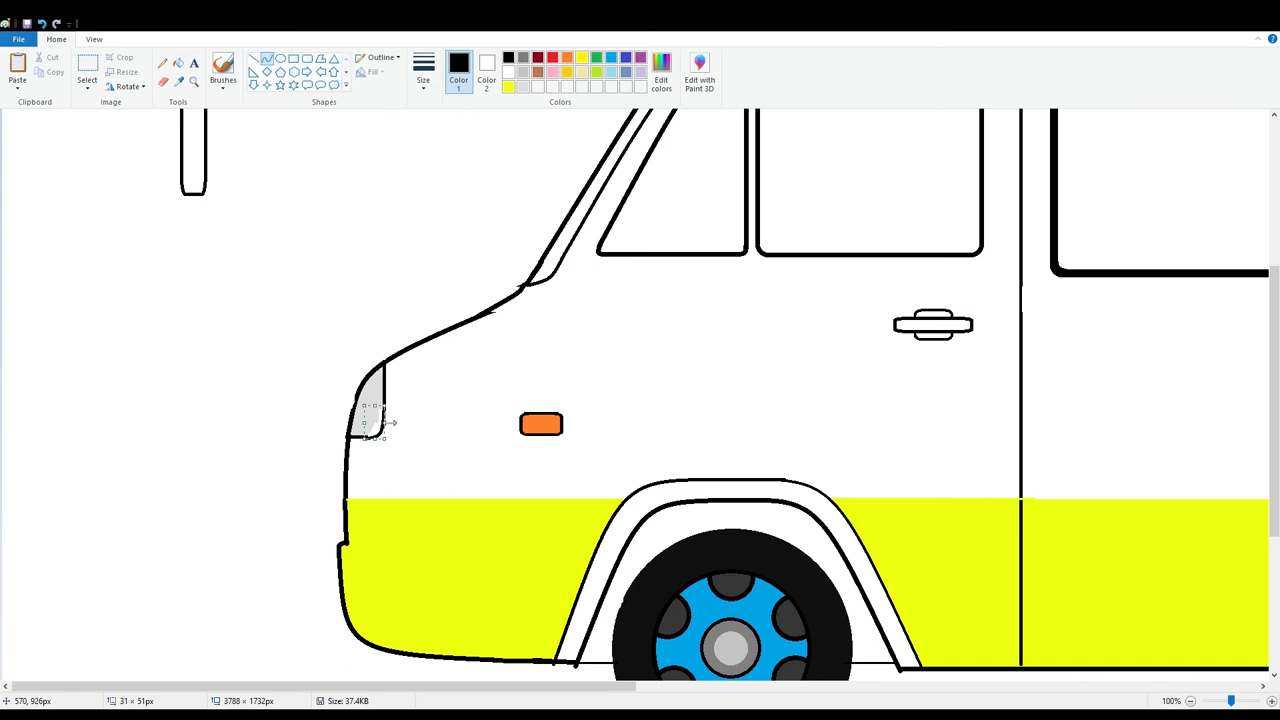 File Home View
Cut
Copy
Paste
Clipboard
Select
Crop
Resize
Rotate
Image
Tools
Brushes
Outline
Fill
Shapes
Size
Color 1
Color 2
Edit colors
Colors
Edit with Paint 3D
570, 926px
31 × 51px
3788 × 1732px
Size: 37.4KB
100%